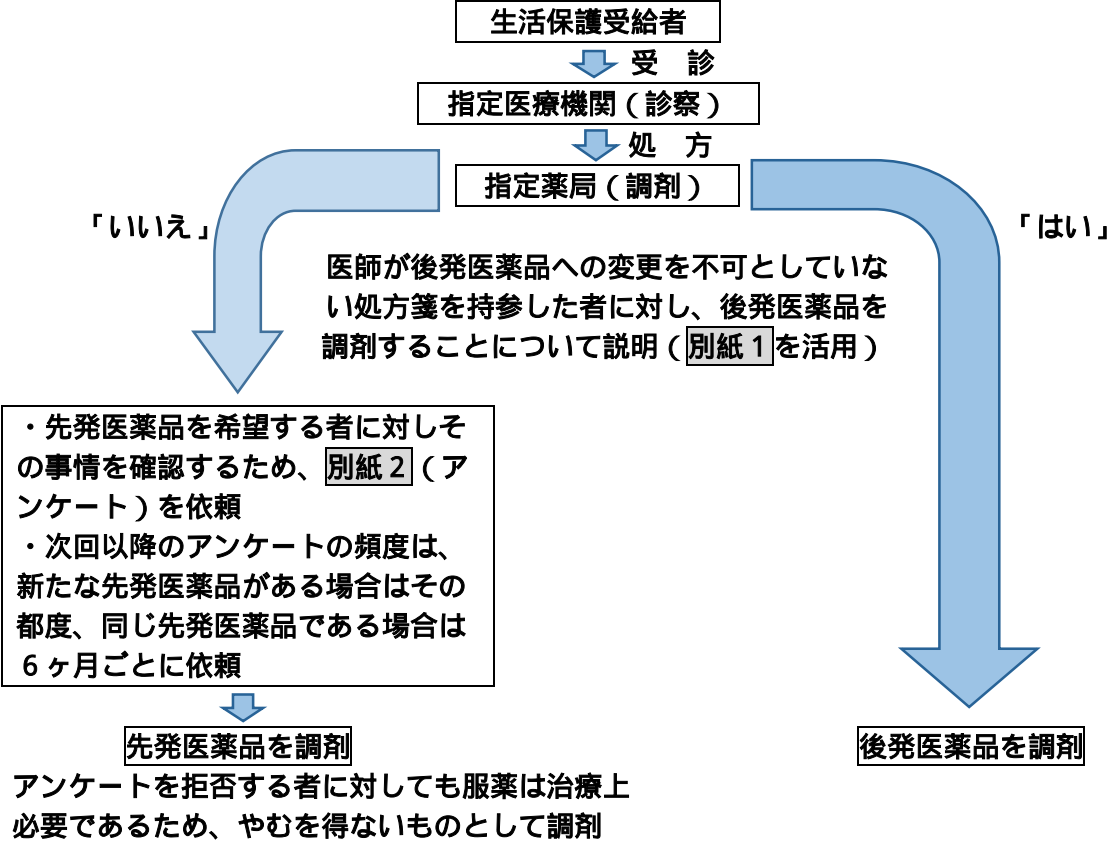 生活保護受給者
受　診
指定医療機関（診察）
処　方
指定薬局（調剤）
「いいえ」
「はい」
医師が後発医薬品への変更を不可としていな
い処方箋を持参した者に対し、後発医薬品を
調剤することについて説明（別紙１を活用）
・先発医薬品を希望する者に対しそ
の事情を確認するため、別紙２（ア
ンケート）を依頼
・次回以降のアンケートの頻度は、
新たな先発医薬品がある場合はその
都度、同じ先発医薬品である場合は
６ヶ月ごとに依頼
先発医薬品を調剤
後発医薬品を調剤
アンケートを拒否する者に対しても服薬は治療上
必要であるため、やむを得ないものとして調剤